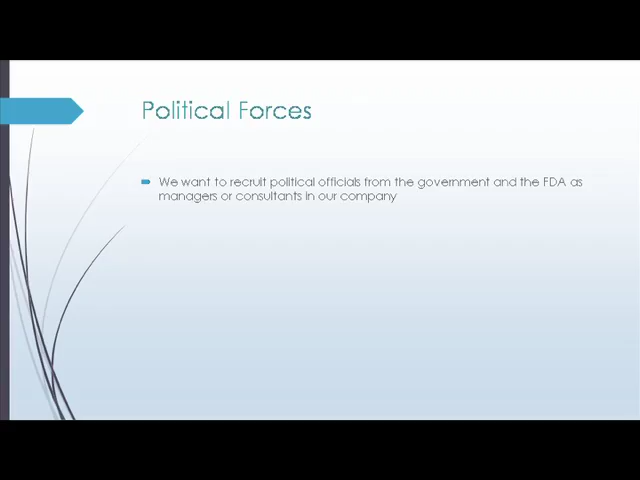 Political Forces
We want to recruit political officials from the government and the FDA as
managers or consultants in our company